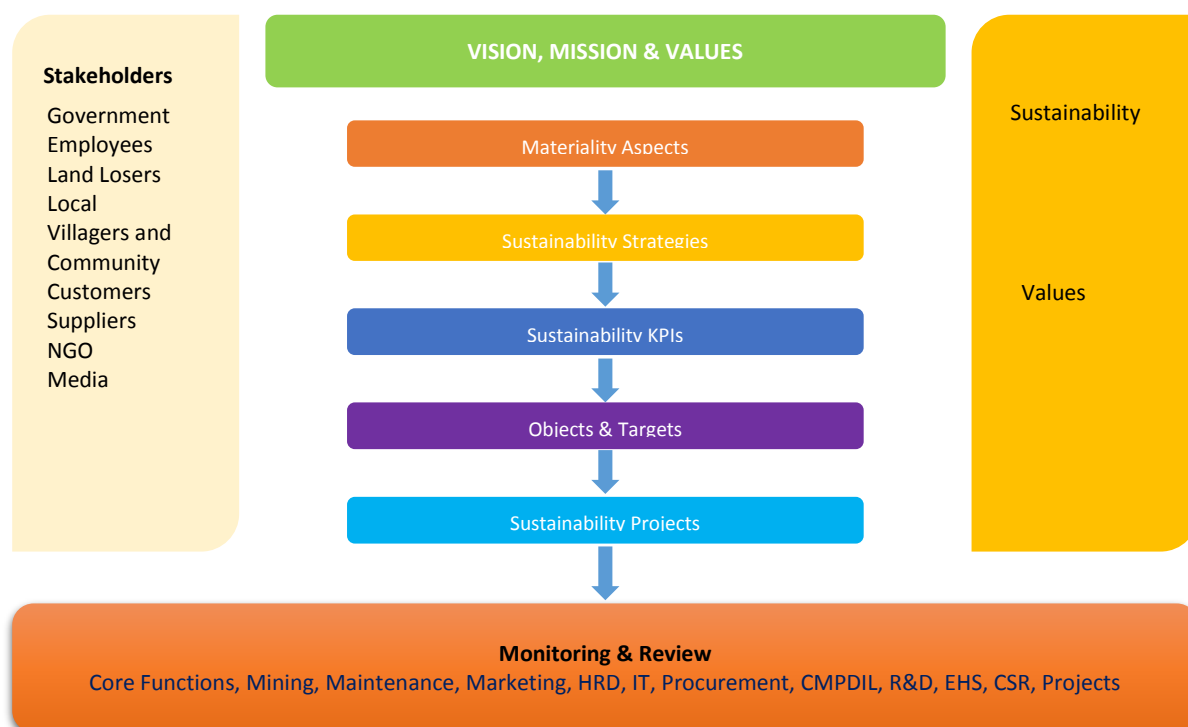 Stakeholders
Government
Employees
Land Losers
Local
Villagers and
Community
Customers
Suppliers
NGO
Media
VISION, MISSION & VALUES
Materiality Aspects
Sustainability Strategies
Sustainability KPIs
Objects & Targets
Sustainability Projects
Sustainability
Values
Monitoring & Review
Core Functions, Mining, Maintenance, Marketing, HRD, IT, Procurement, CMPDIL, R&D, EHS, CSR, Projects